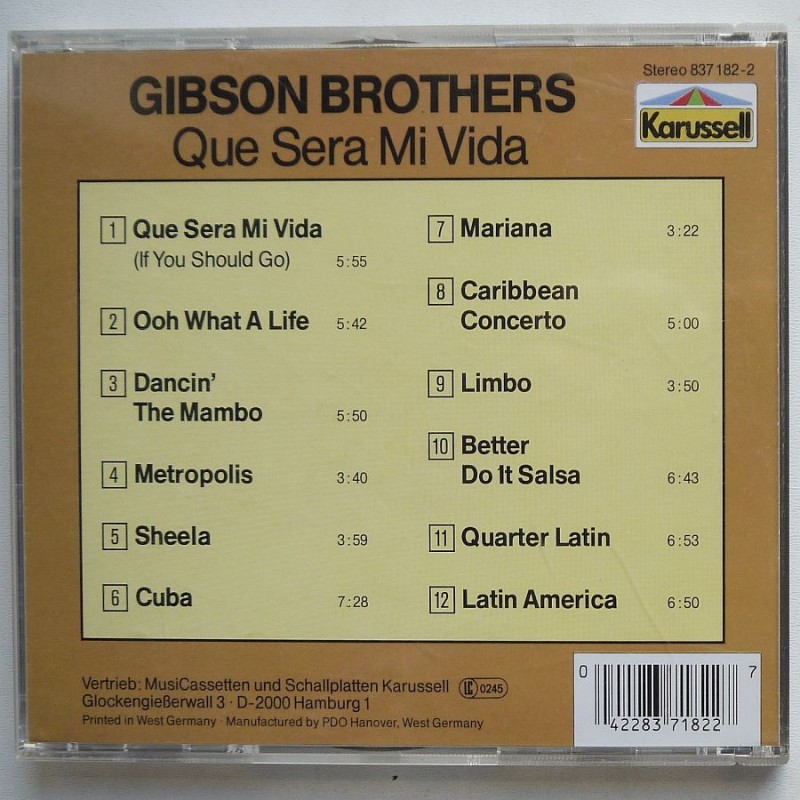 Stereo 837 182-2
GIBSON BROTHERS
Karussell
Que Sera Mi Vida
1 Que Sera Mi Vida
(If You Should Go) 5:55
2 Ooh What A Life 5:42
3 Dancin'
The Mambo 5:50
4 Metropolis 3:40
5 Sheela 3:59
6 Cuba 7:28
7 Mariana 3:22
8 Caribbean
Concerto 5:00
9 Limbo 3:50
10 Better
Do It Salsa 6:43
11 Quarter Latin 6:53
12 Latin America 6:50
Vertrieb: MusiCassetten und Schallplatten Karussell LC 0245
Glockengießerwall 3 · D-2000 Hamburg 1
Printed in West Germany · Manufactured by PDO Hanover, West Germany
0 42283 71822 7